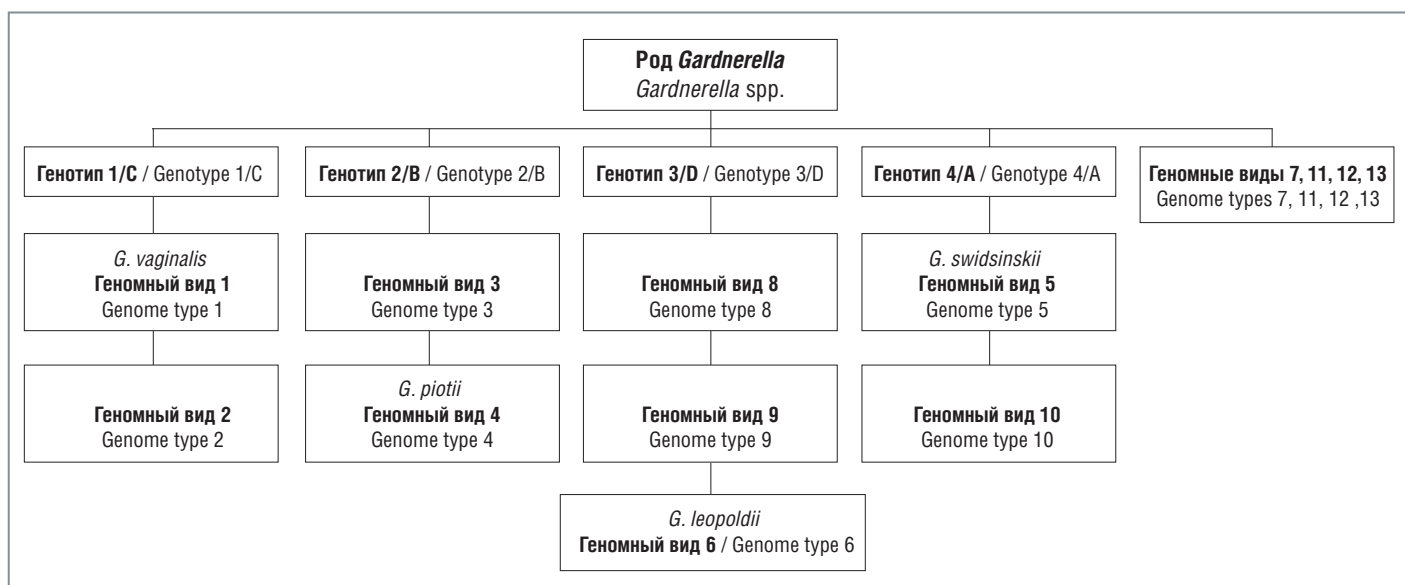 Род Gardnerella
Gardnerella spp.
Генотип 1/C / Genotype 1/C
Генотип 2/B / Genotype 2/B
Генотип 3/D / Genotype 3/D
Генотип 4/A / Genotype 4/A
Геномные виды 7, 11, 12, 13
Genome types 7, 11, 12 ,13
G. vaginalis
Геномный вид 1
Genome type 1
Геномный вид 3
Genome type 3
Геномный вид 8
Genome type 8
G. swidsinskii
Геномный вид 5
Genome type 5
Геномный вид 2
Genome type 2
G. piotii
Геномный вид 4
Genome type 4
Геномный вид 9
Genome type 9
Геномный вид 10
Genome type 10
G. leopoldii
Геномный вид 6 / Genome type 6